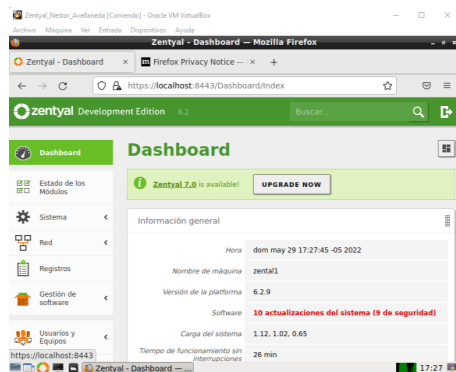 Zentyal_Nestor_Avellaneda [Corriendo] - Oracle VM VirtualBox
Archivo Máquina Ver Entrada Dispositivos Ayuda
Zentyal - Dashboard — Mozilla Firefox
Zentyal - Dashboard × m Firefox Privacy Notice — × +
https://localhost:8443/Dashboard/Index
zentyal Development Edition 6.2 Buscar...
Dashboard
Dashboard
Estado de los Módulos
Zentyal 7.0 is available! UPGRADE NOW
Sistema
Información general
Red
Hora dom may 29 17:27:45 -05 2022
Registros
Nombre de máquina zental1
Versión de la platforma 6.2.9
Gestión de software
Software 10 actualizaciones del sistema (9 de seguridad)
Carga del sistema 1.12, 1.02, 0.65
Usuarios y Equipos
Tiempo de funcionamiento sin interrupciones 26 min
https://localhost:8443
Zentyal - Dashboard — ... 17:27